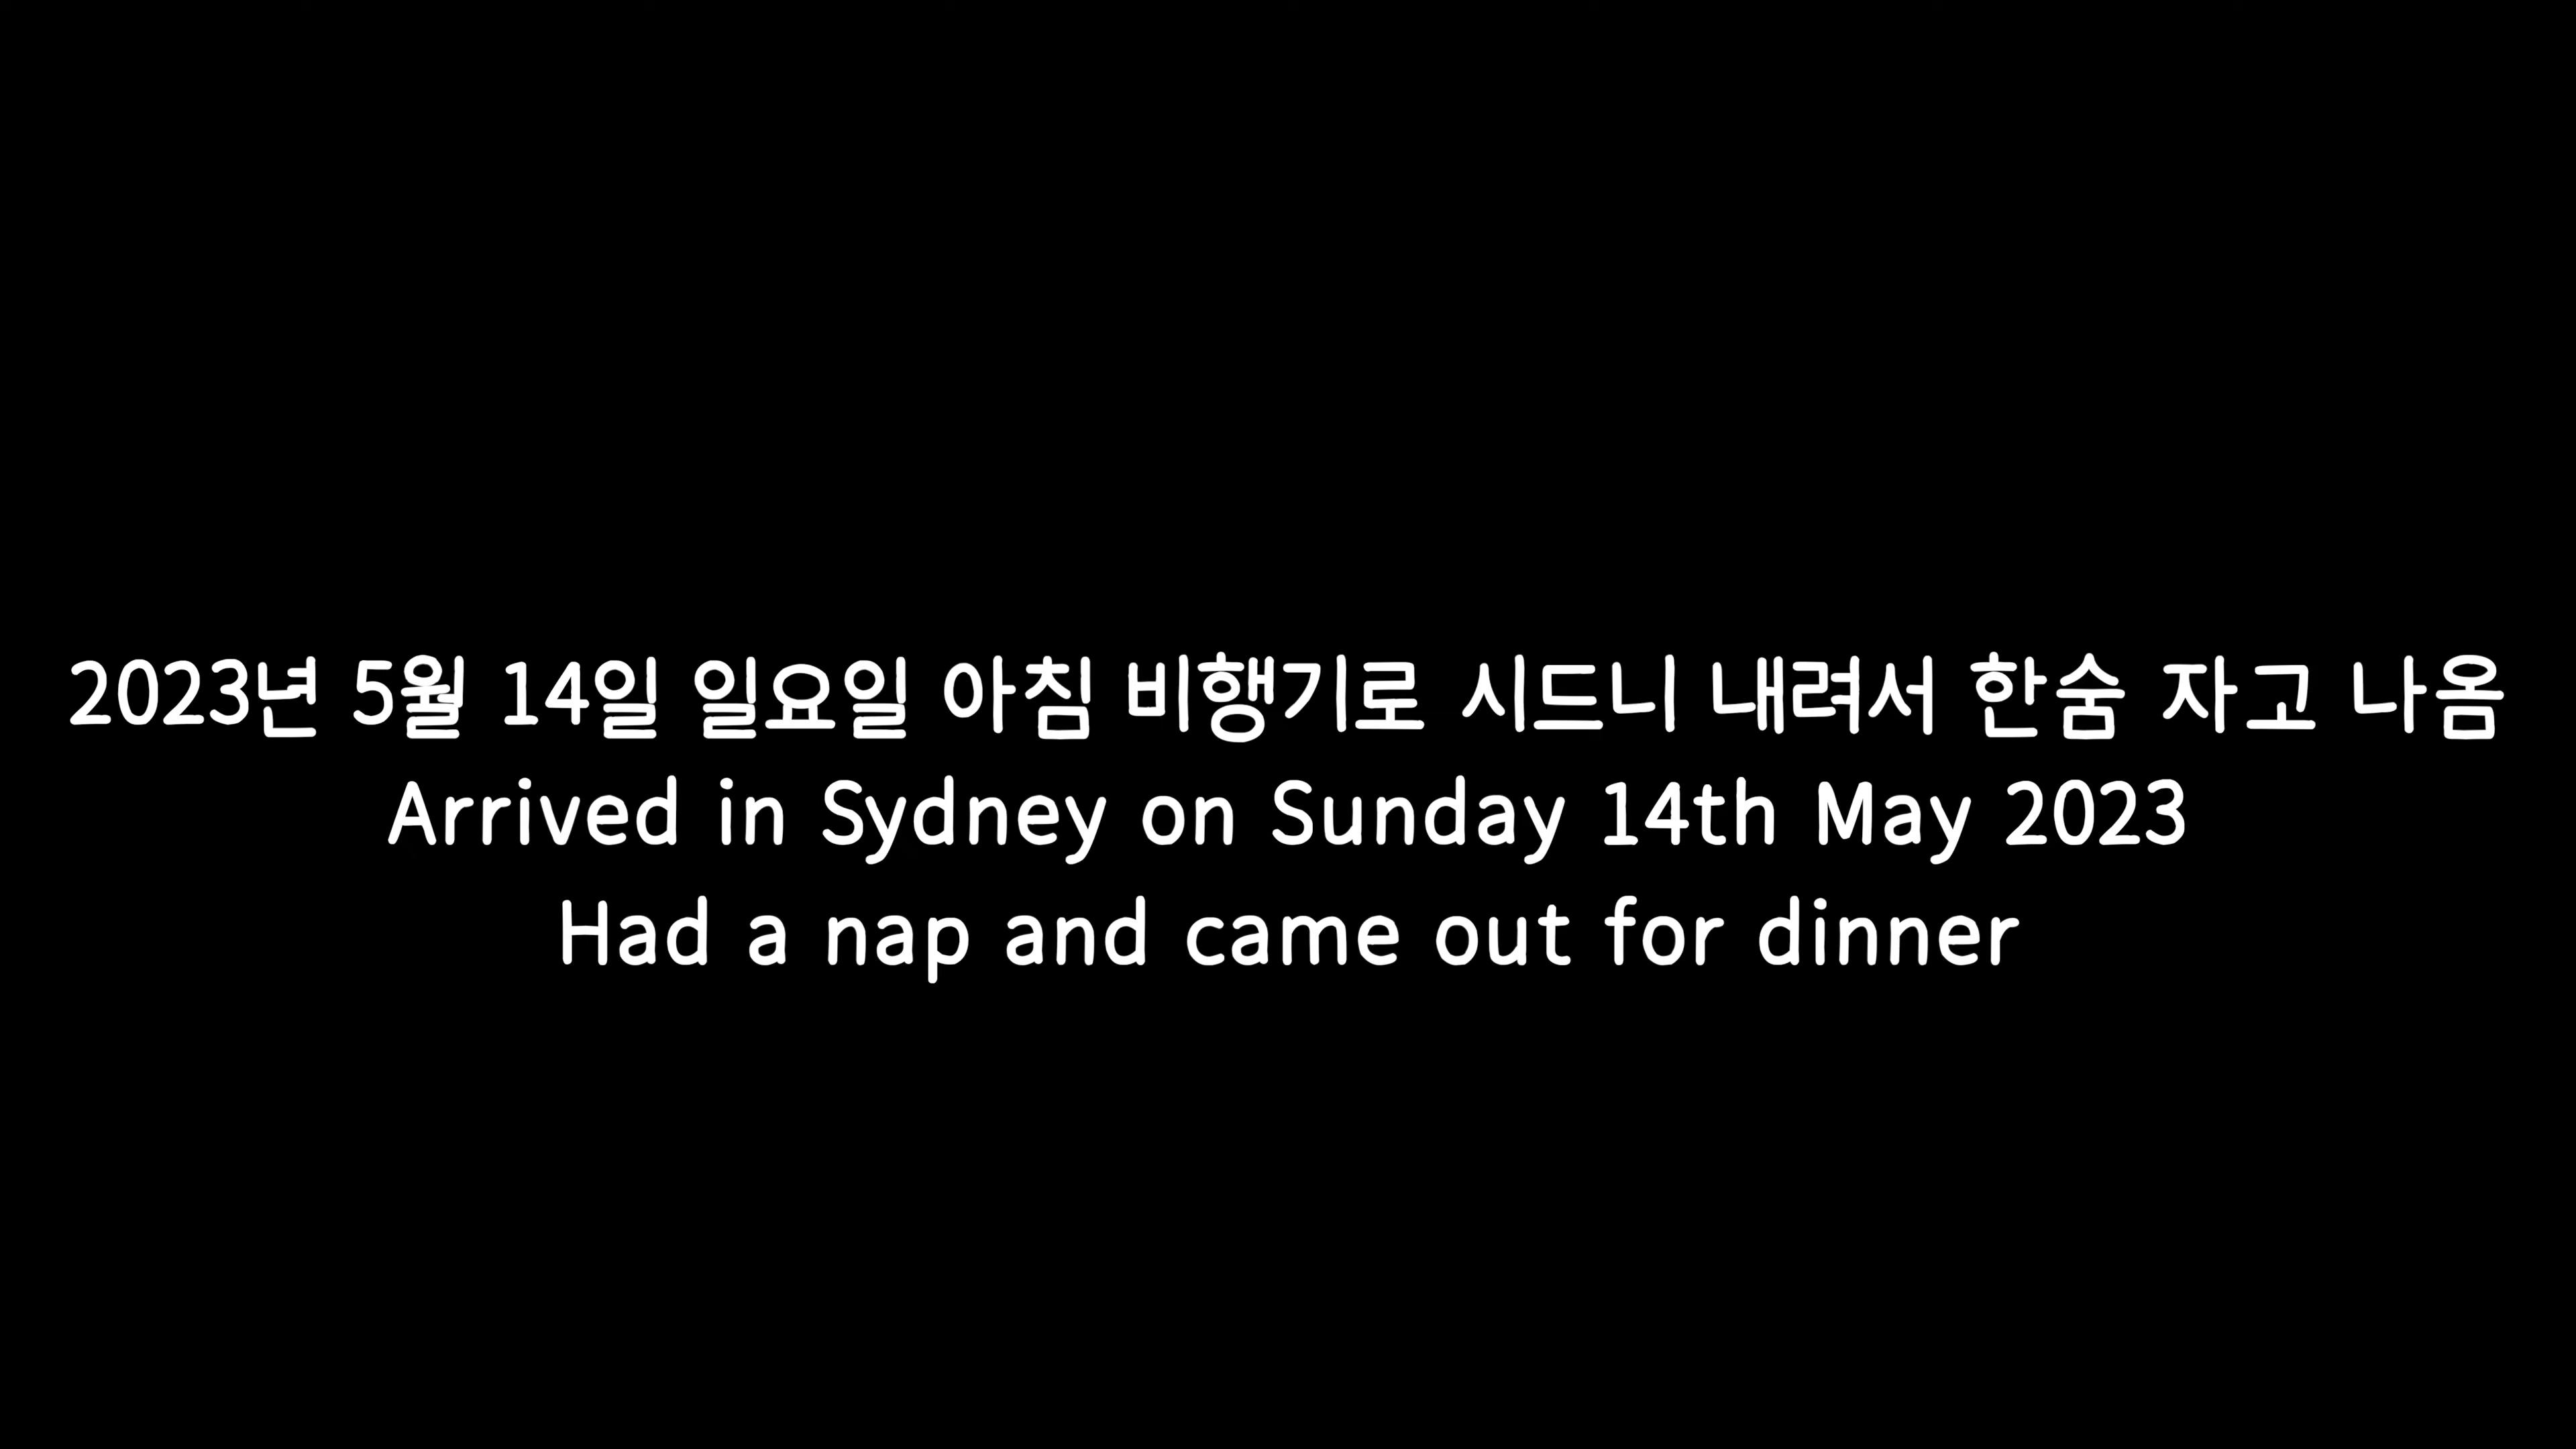 2023년 5월 14일 일요일 아침 비행기로 시드니 내려서 한숨 자고 나옴
Arrived in Sydney on Sunday 14th May 2023
Had a nap and came out for dinner